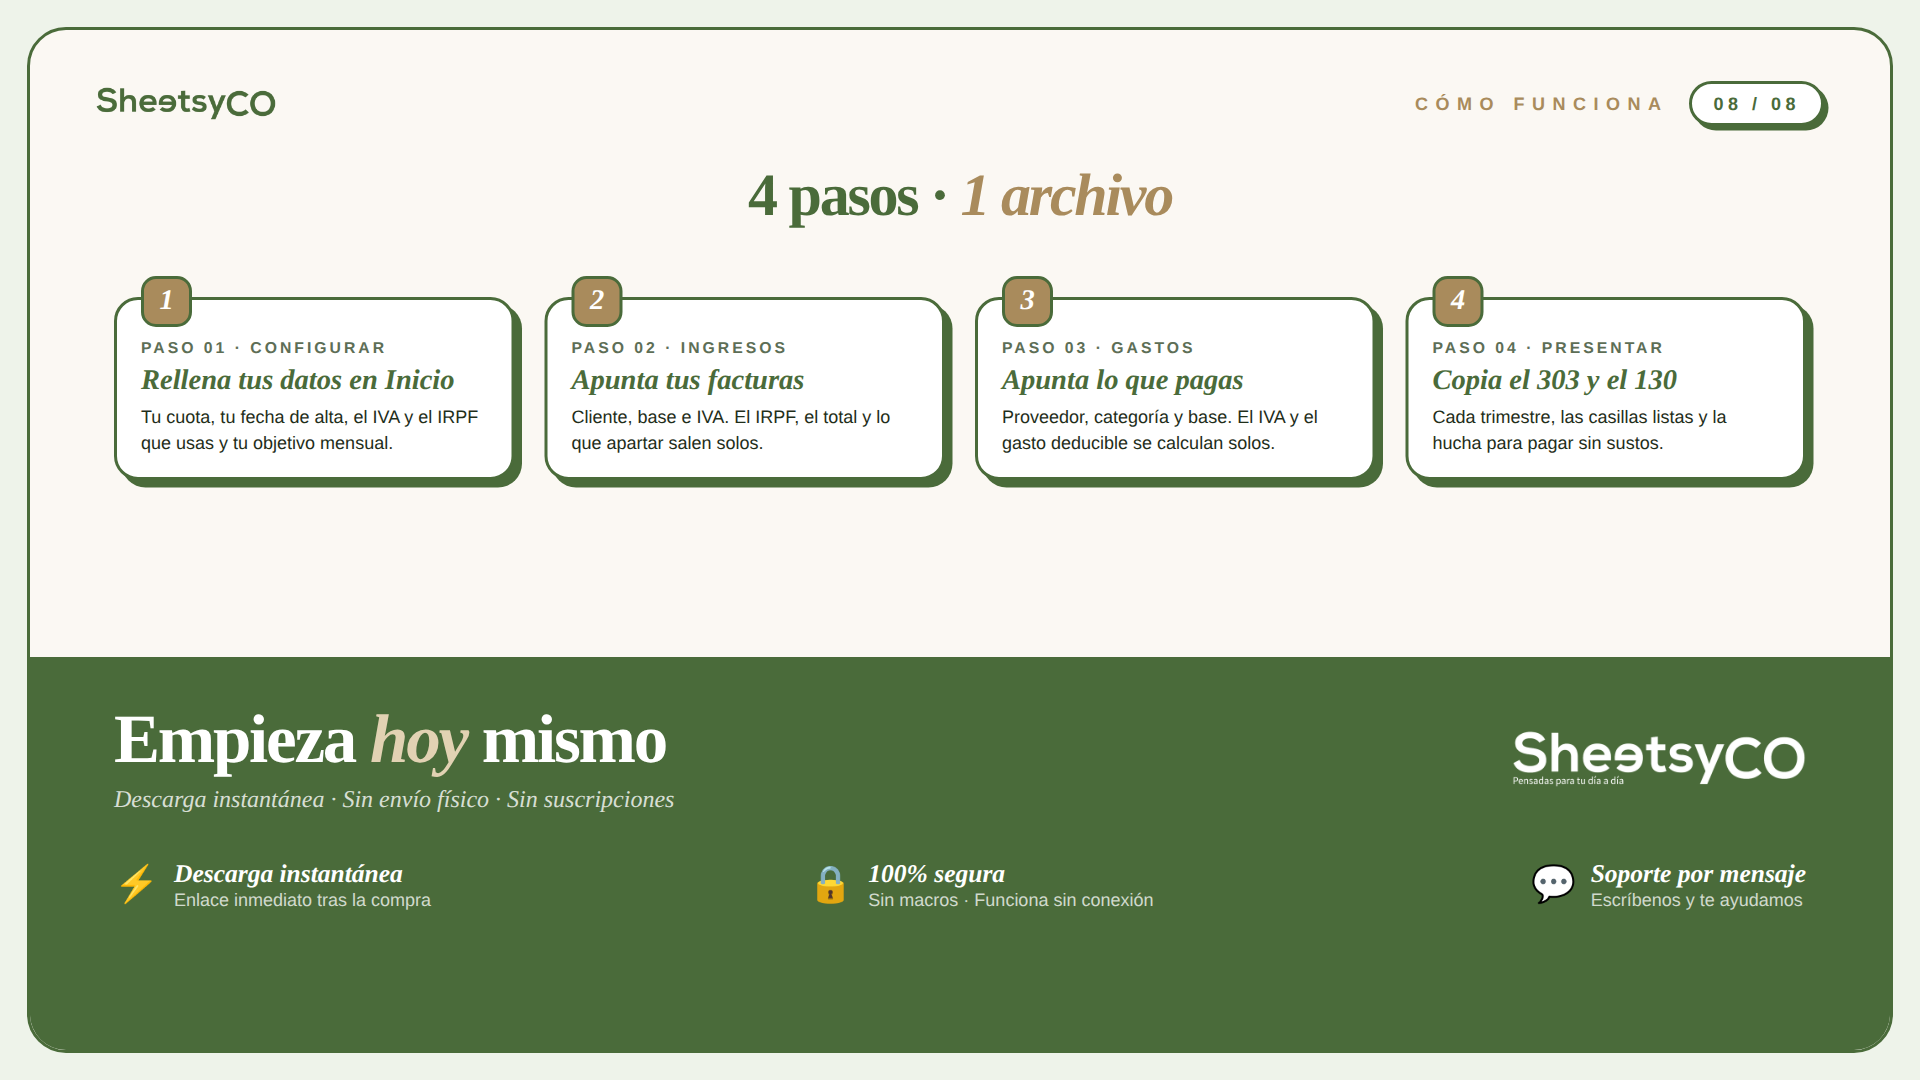 SheetsyCO
CÓMO FUNCIONA
08 / 08
4 pasos · 1 archivo
1
PASO 01 · CONFIGURAR
Rellena tus datos en Inicio
Tu cuota, tu fecha de alta, el IVA y el IRPF
que usas y tu objetivo mensual.
2
PASO 02 · INGRESOS
Apunta tus facturas
Cliente, base e IVA. El IRPF, el total y lo
que apartar salen solos.
3
PASO 03 · GASTOS
Apunta lo que pagas
Proveedor, categoría y base. El IVA y el
gasto deducible se calculan solos.
4
PASO 04 · PRESENTAR
Copia el 303 y el 130
Cada trimestre, las casillas listas y la
hucha para pagar sin sustos.
Empieza hoy mismo
Descarga instantánea · Sin envío físico · Sin suscripciones
SheetsyCO
Pensadas para tu día a día
Descarga instantánea
Enlace inmediato tras la compra
100% segura
Sin macros · Funciona sin conexión
Soporte por mensaje
Escríbenos y te ayudamos